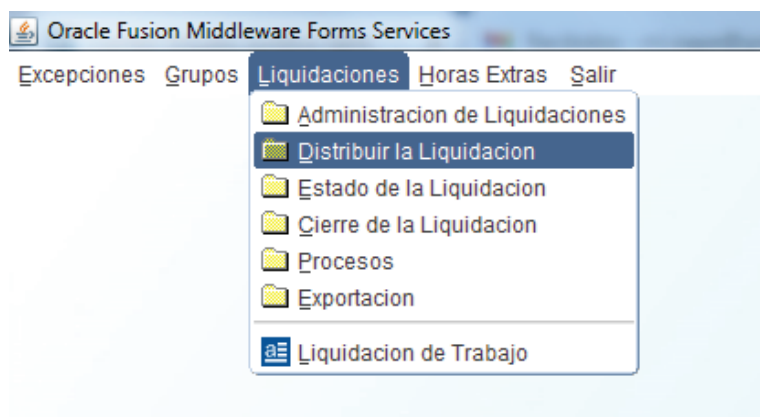 Oracle Fusion Middleware Forms Services
Excepciones Grupos Liquidaciones Horas Extras Salir
Administracion de Liquidaciones
Distribuir la Liquidacion
Estado de la Liquidacion
Cierre de la Liquidacion
Procesos
Exportacion
Liquidacion de Trabajo